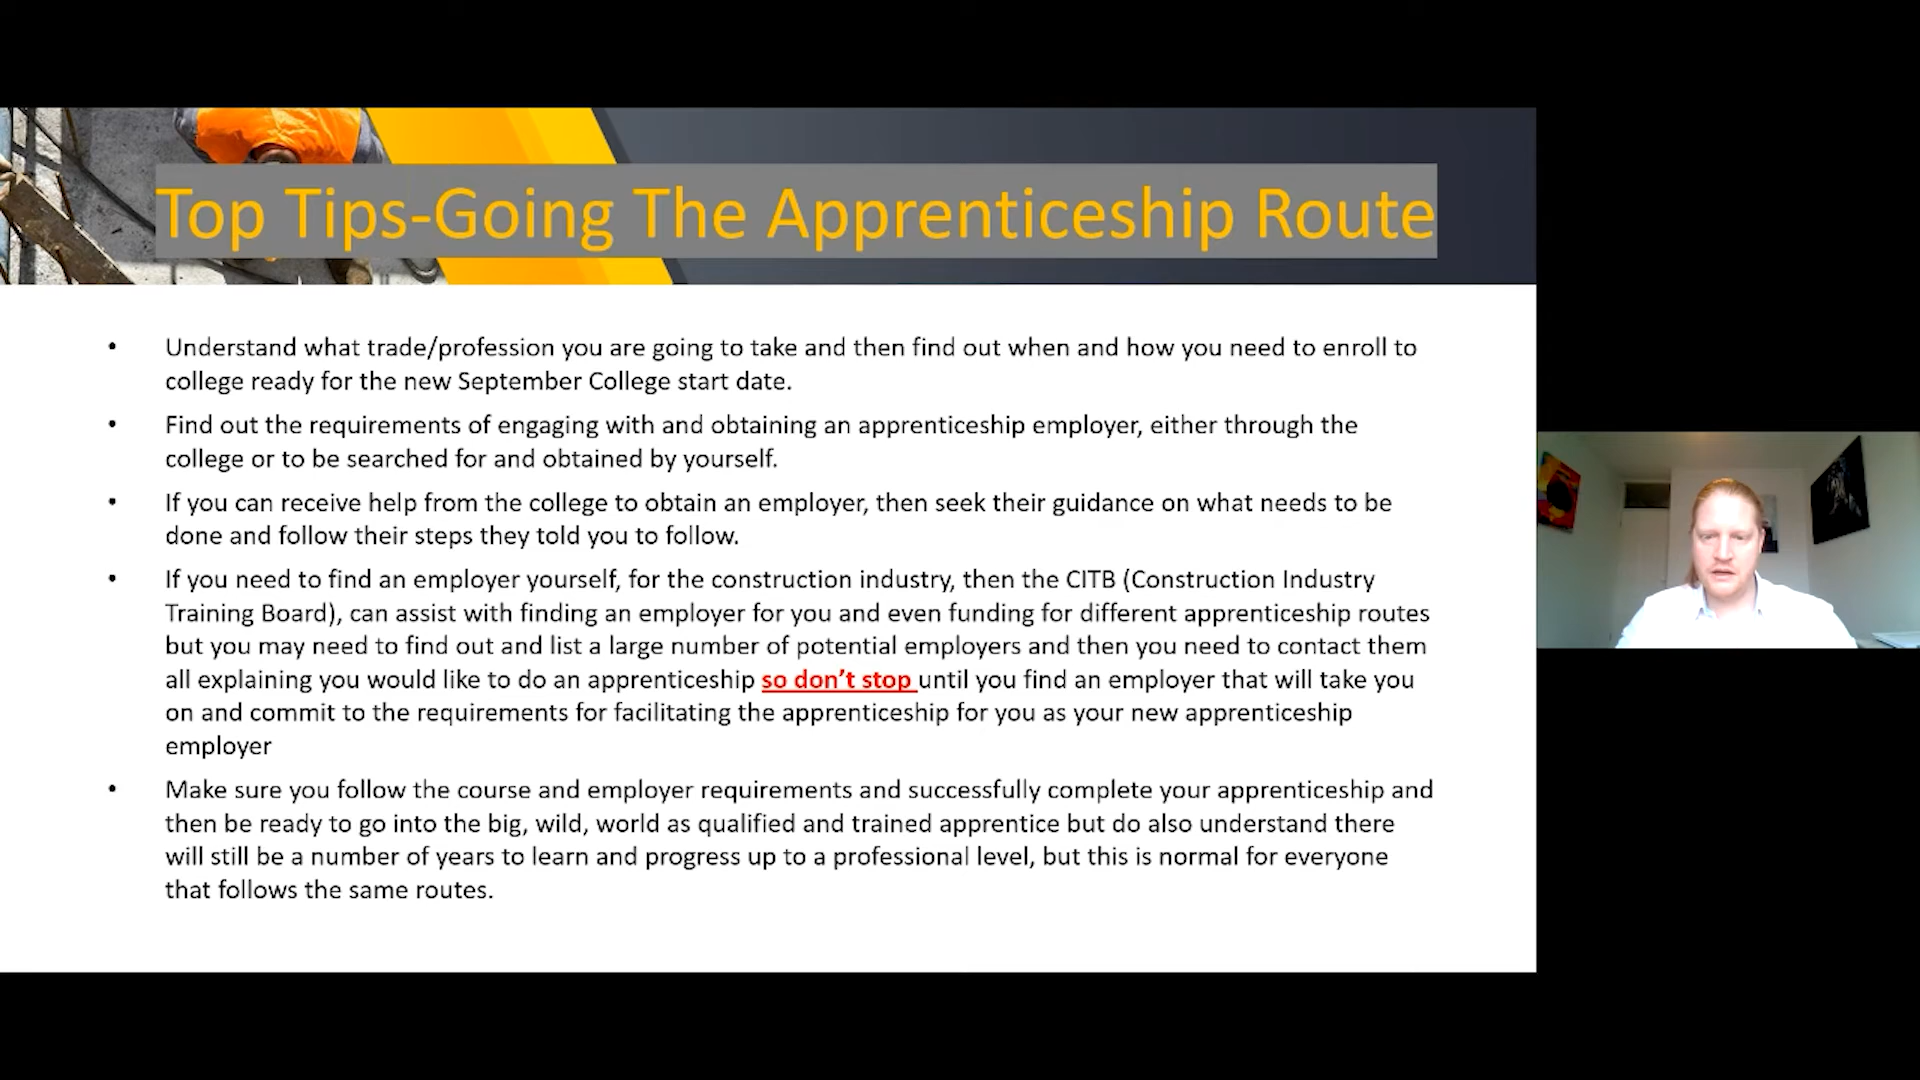 Top Tips-Going The Apprenticeship Route
• Understand what trade/profession you are going to take and then find out when and how you need to enroll to
college ready for the new September College start date.
• Find out the requirements of engaging with and obtaining an apprenticeship employer, either through the
college or to be searched for and obtained by yourself.
• If you can receive help from the college to obtain an employer, then seek their guidance on what needs to be
done and follow their steps they told you to follow.
• If you need to find an employer yourself, for the construction industry, then the CITB (Construction Industry
Training Board), can assist with finding an employer for you and even funding for different apprenticeship routes
but you may need to find out and list a large number of potential employers and then you need to contact them
all explaining you would like to do an apprenticeship so don't stop until you find an employer that will take you
on and commit to the requirements for facilitating the apprenticeship for you as your new apprenticeship
employer
• Make sure you follow the course and employer requirements and successfully complete your apprenticeship and
then be ready to go into the big, wild, world as qualified and trained apprentice but do also understand there
will still be a number of years to learn and progress up to a professional level, but this is normal for everyone
that follows the same routes.